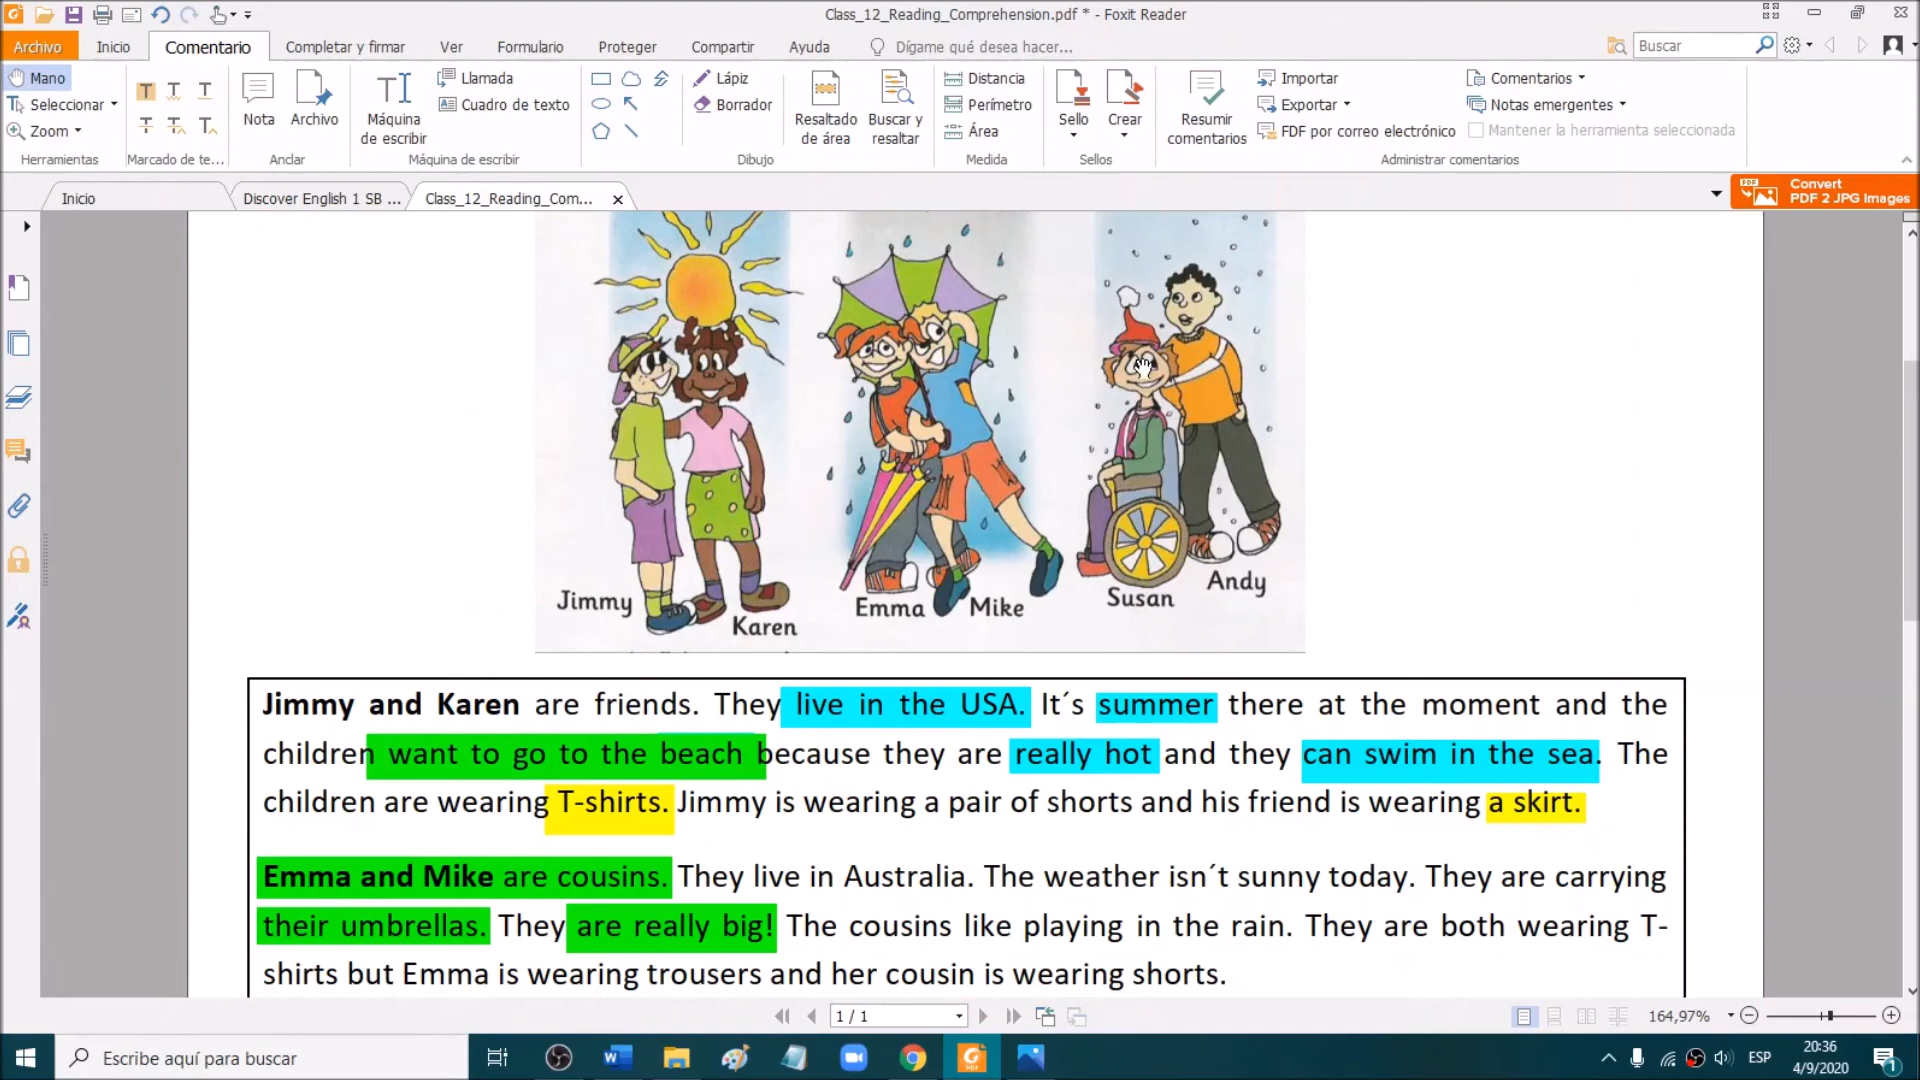 Class_12_Reading_Comprehension.pdf * - Foxit Reader
Archivo Inicio Comentario Completar y firmar Ver Formulario Proteger Compartir Ayuda Dígame qué desea hacer... Buscar
Mano
Seleccionar
Zoom
Herramientas
Marcado de te...
Nota
Archivo
Anclar
Máquina de escribir
Llamada
Cuadro de texto
Máquina de escribir
Lápiz
Borrador
Dibujo
Resaltado de área
Buscar y resaltar
Distancia
Perímetro
Área
Medida
Sello
Crear
Sellos
Resumir comentarios
Importar
Exportar
FDF por correo electrónico
Comentarios
Notas emergentes
Mantener la herramienta seleccionada
Administrar comentarios
Inicio
Discover English 1 SB ...
Class_12_Reading_Com...
PDF
Convert
PDF 2 JPG Images
Jimmy
Karen
Emma
Mike
Susan
Andy
Jimmy and Karen are friends. They live in the USA. It´s summer there at the moment and the
children want to go to the beach because they are really hot and they can swim in the sea. The
children are wearing T-shirts. Jimmy is wearing a pair of shorts and his friend is wearing a skirt.
Emma and Mike are cousins. They live in Australia. The weather isn´t sunny today. They are carrying
their umbrellas. They are really big! The cousins like playing in the rain. They are both wearing T-
shirts but Emma is wearing trousers and her cousin is wearing shorts.
1 / 1
164,97%
Escribe aquí para buscar
ESP
20:36
4/9/2020
1